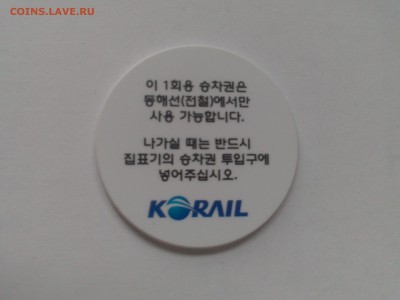 COINS.LAVE.RU
이 1회용 승차권은
동해선(전철)에서만
사용 가능합니다.
나가실 때는 반드시
집표기의 승차권 투입구에
넣어주십시오.
KORAIL